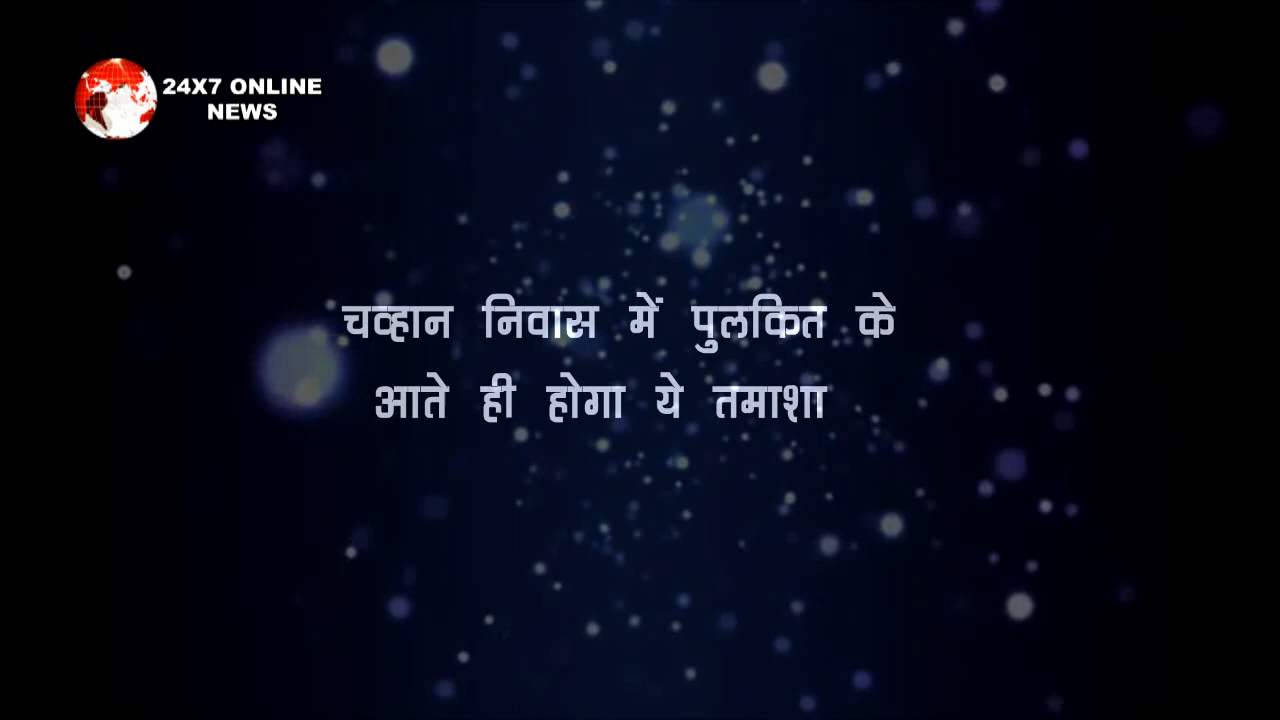 24X7 ONLINE
NEWS
चव्हान निवास में पुलकित के
आते ही होगा ये तमाशा